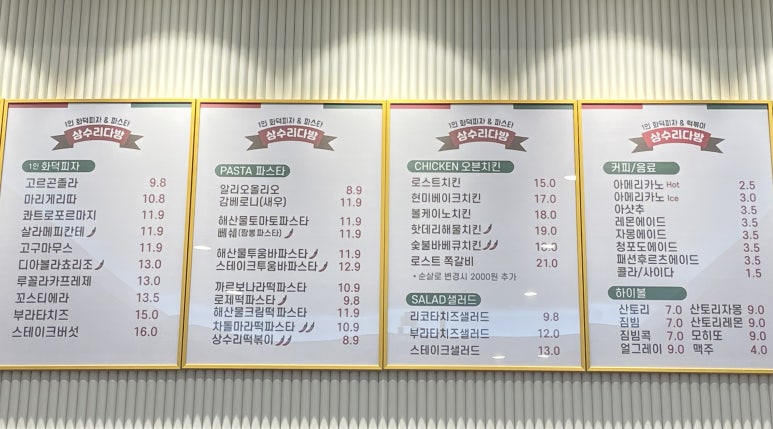 1인 화덕피자 & 파스타
상수리다방
1인 화덕피자
고르곤졸라 9.8
마리게리따 10.8
콰트로포르마지 11.9
살라메피칸테 11.9
고구마무스 11.9
디아볼라쵸리조 13.0
루꼴라카프레제 13.0
꼬스티에라 13.5
부라타치즈 15.0
스테이크버섯 16.0
1인 화덕피자 & 파스타
상수리다방
PASTA 파스타
알리오올리오 8.9
감베로니(새우) 11.9
해산물토마토파스타 11.9
뻬쉐(짬뽕파스타) 11.9
해산물투움바파스타 11.9
스테이크투움바파스타 12.9
까르보나라떡파스타 10.9
로제떡파스타 9.8
해산물크림떡파스타 11.9
차돌마라떡파스타 10.9
상수리떡볶이 8.9
1인 화덕피자 & 파스타
상수리다방
CHICKEN 오븐치킨
로스트치킨 15.0
현미베이크치킨 17.0
볼케이노치킨 18.0
핫데리해물치킨 19.0
숯불바베큐치킨
로스트 쪽갈비 21.0
* 순살로 변경시 2000원 추가
SALAD샐러드
리코타치즈샐러드 9.8
부라타치즈샐러드 12.0
스테이크샐러드 13.0
1인 화덕피자 & 떡볶이
상수리다방
커피/음료
아메리카노 Hot 2.5
아메리카노 Ice 3.0
아샷추 3.5
레몬에이드 3.5
자몽에이드 3.5
청포도에이드 3.5
패션후르츠에이드 3.5
콜라/사이다 1.5
하이볼
산토리 7.0 산토리자몽 9.0
짐빔 7.0 산토리레몬 9.0
짐빔콕 7.0 모히또 9.0
얼그레이 9.0 맥주 4.0